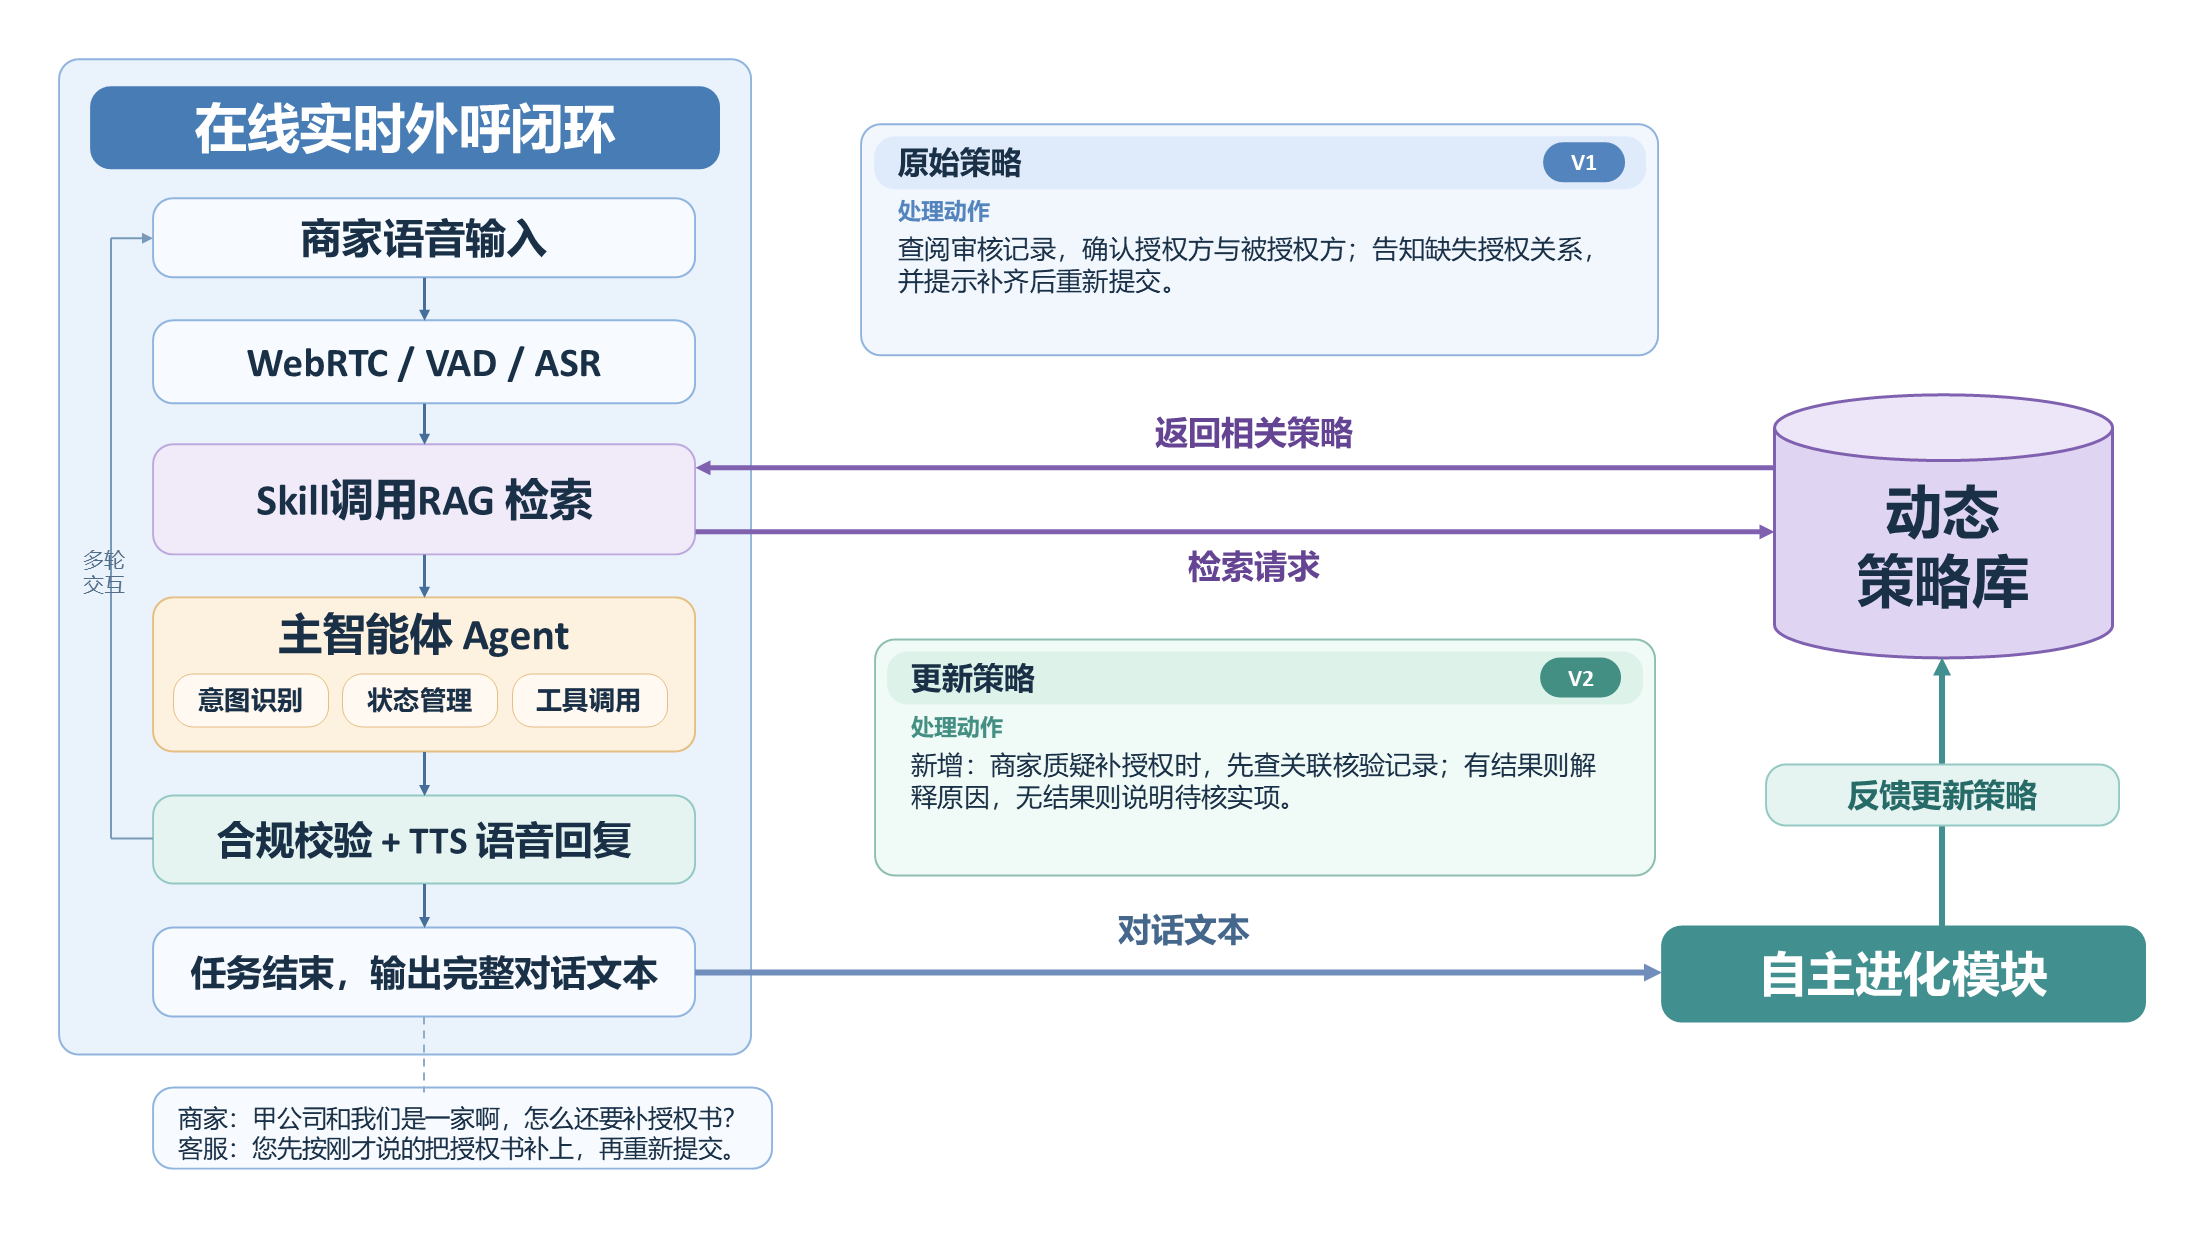 在线实时外呼闭环
商家语音输入
WebRTC / VAD / ASR
Skill调用RAG 检索
多轮
交互
主智能体 Agent
意图识别
状态管理
工具调用
合规校验 + TTS 语音回复
任务结束，输出完整对话文本
商家：甲公司和我们是一家啊，怎么还要补授权书？
客服：您先按刚才说的把授权书补上，再重新提交。
原始策略
V1
处理动作
查阅审核记录，确认授权方与被授权方；告知缺失授权关系，
并提示补齐后重新提交。
返回相关策略
检索请求
更新策略
V2
处理动作
新增：商家质疑补授权时，先查关联核验记录；有结果则解
释原因，无结果则说明待核实项。
对话文本
动态
策略库
反馈更新策略
自主进化模块